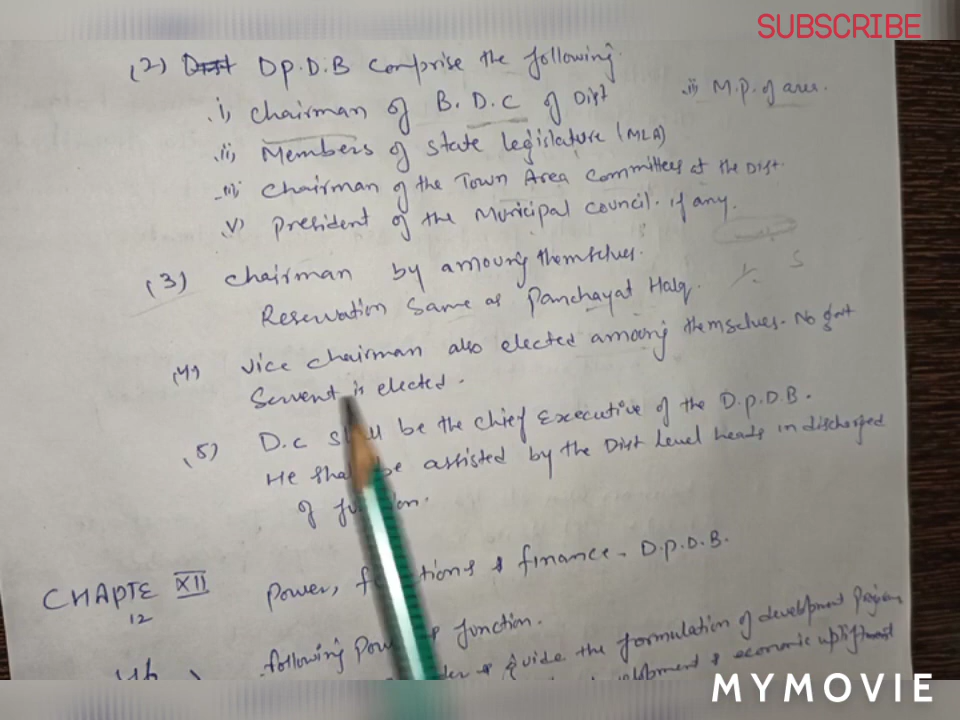 SUBSCRIBE
(2) Dist DP.D.B comprise the following.
i) Chairman of B.D.C of Dist
iii M.P. of area.
ii) Members of state legislature (MLA)
iii) Chairman of the Town Area Committees at the Dist.
v) President of the Municipal Council. if any.
(3) Chairman by amoung themselves.
Reservation Same as Panchayat Halq.
(4) Vice Chairman also elected among themselves. No govt
Servent is elected.
(5) D.C shall be the Chief Executive of the D.P.D.B.
He shall be assisted by the Dist level heads in discharged
of function.
CHAPTE XII Power, functions & finance - D.P.D.B.
12
following function.
guide the formulation of development
& economic upliftment
MYMOVIE